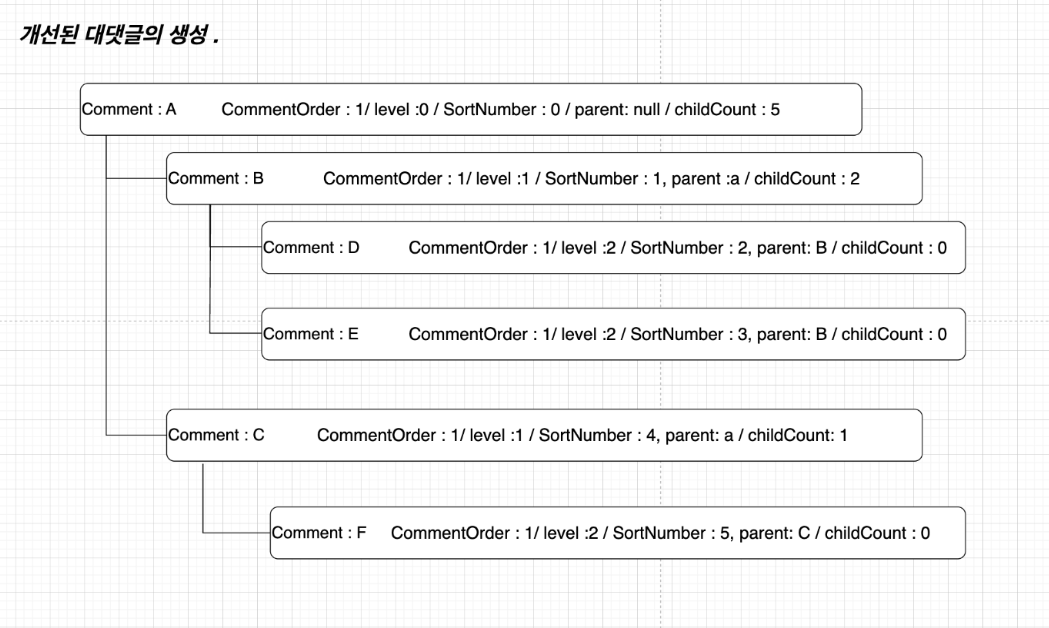 개선된 대댓글의 생성 .
Comment : A CommentOrder : 1/ level :0 / SortNumber : 0 / parent: null / childCount : 5
Comment : B CommentOrder : 1/ level :1 / SortNumber : 1, parent :a / childCount : 2
Comment : D CommentOrder : 1/ level :2 / SortNumber : 2, parent: B / childCount : 0
Comment : E CommentOrder : 1/ level :2 / SortNumber : 3, parent: B / childCount : 0
Comment : C CommentOrder : 1/ level :1 / SortNumber : 4, parent: a / childCount: 1
Comment : F CommentOrder : 1/ level :2 / SortNumber : 5, parent: C / childCount : 0